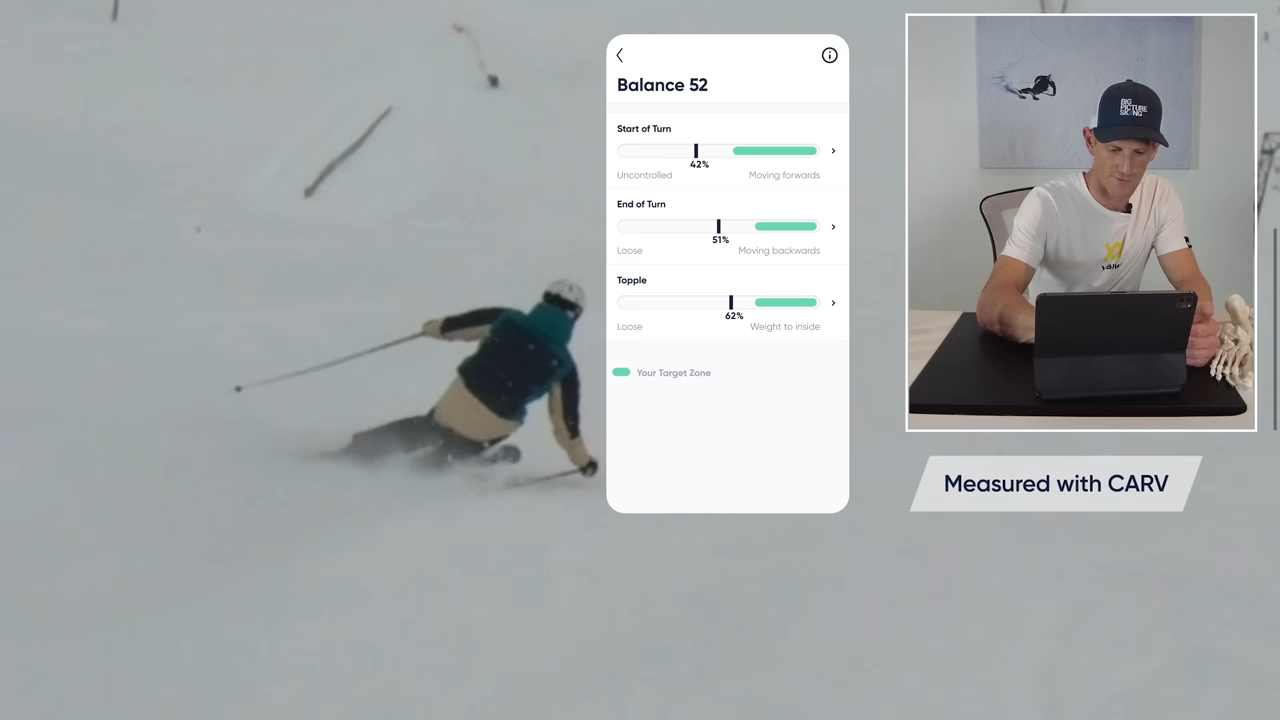 Balance 52
Start of Turn
42%
Uncontrolled
Moving forwards
End of Turn
51%
Loose
Moving backwards
Topple
62%
Loose
Weight to inside
Your Target Zone
BIG
PICTURE
SKIING
Measured with CARV